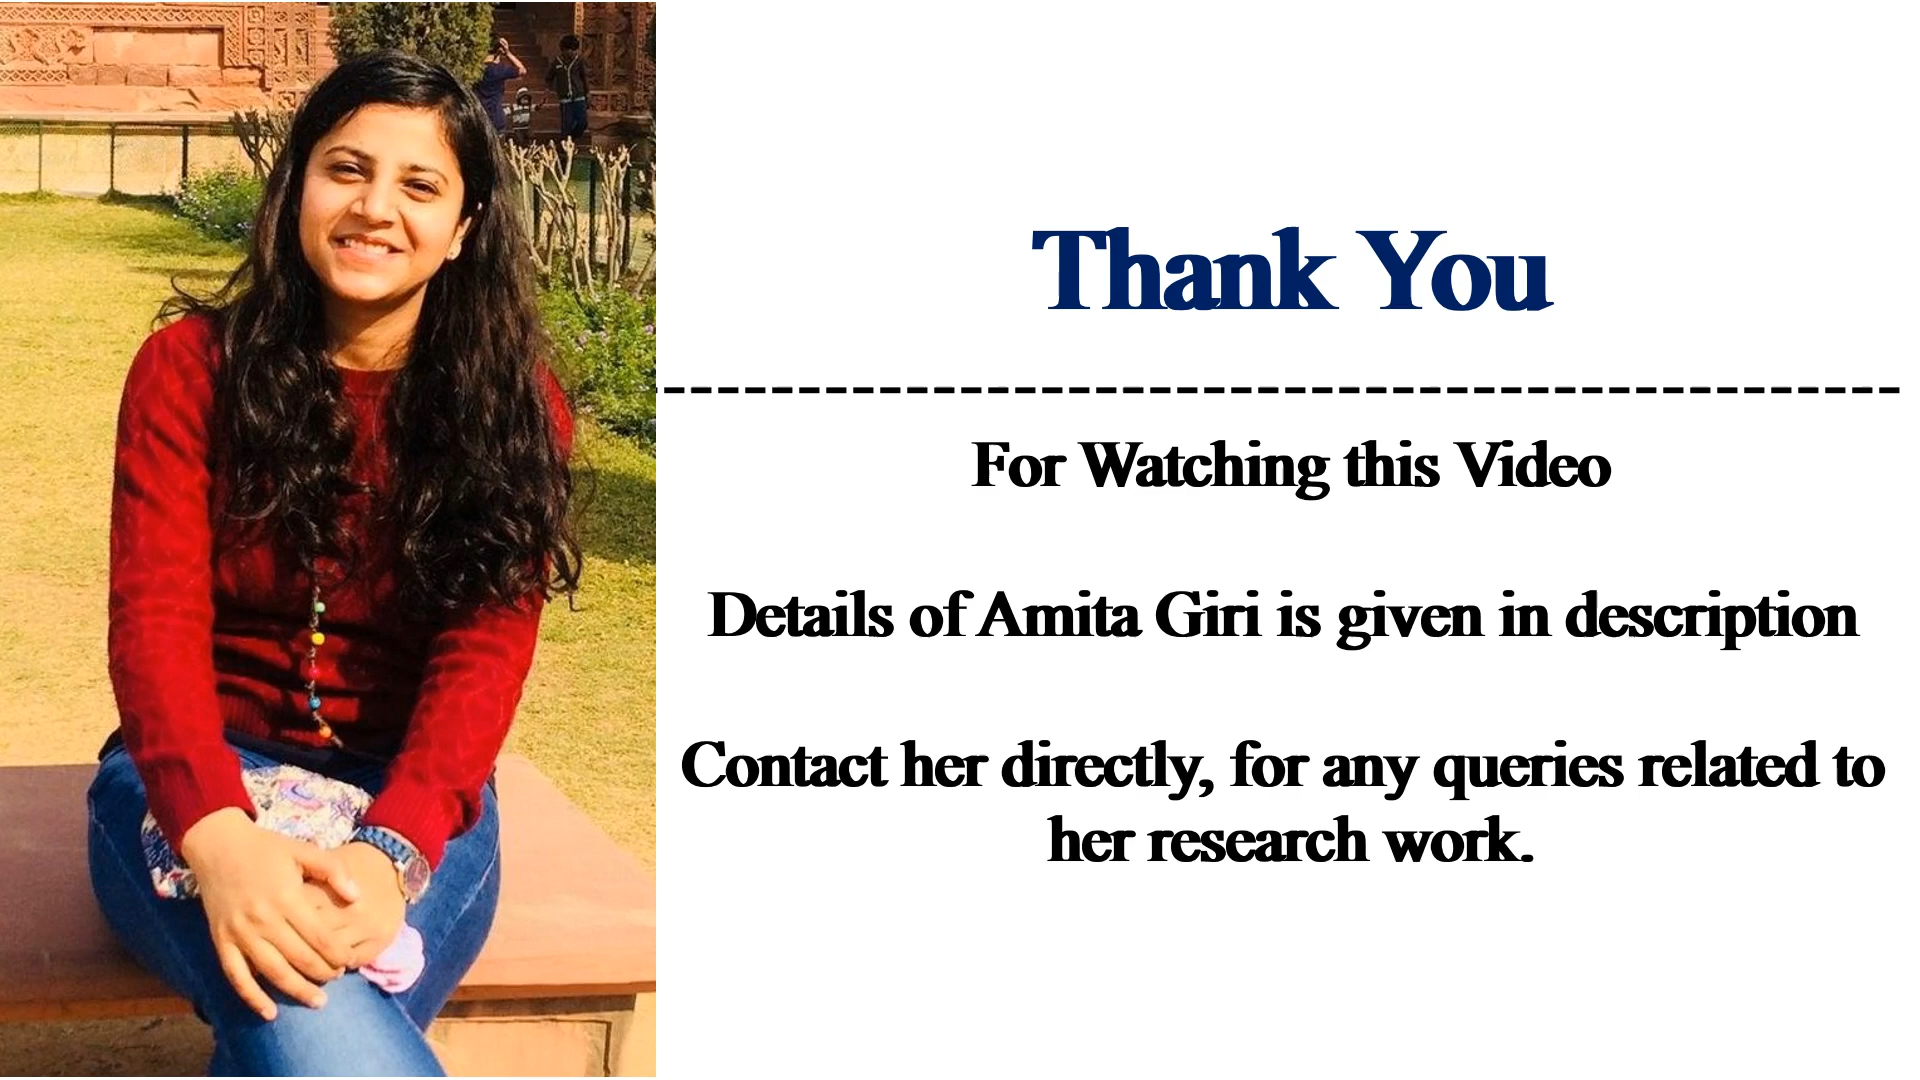 Thank You
For Watching this Video
Details of Amita Giri is given in description
Contact her directly, for any queries related to
her research work.